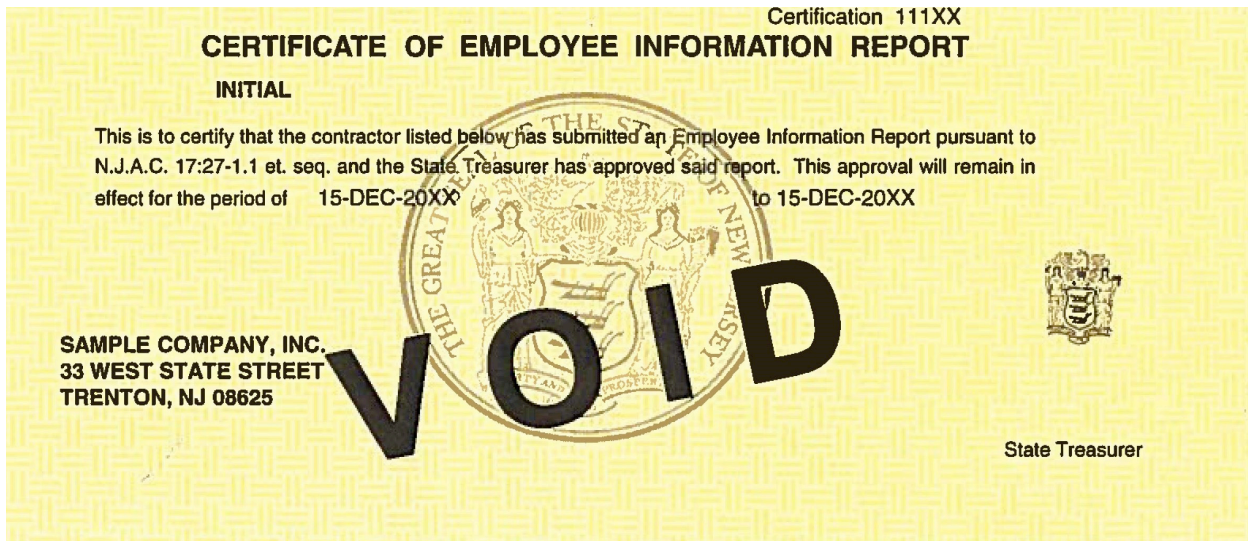 Certification 111XX
CERTIFICATE OF EMPLOYEE INFORMATION REPORT
INITIAL
This is to certify that the contractor listed below has submitted an Employee Information Report pursuant to
N.J.A.C. 17:27-1.1 et. seq. and the State Treasurer has approved said report. This approval will remain in
effect for the period of 15-DEC-20XX to 15-DEC-20XX
THE GREAT SEAL OF THE STATE OF NEW JERSEY
SAMPLE COMPANY, INC.
33 WEST STATE STREET
TRENTON, NJ 08625
VOID
State Treasurer